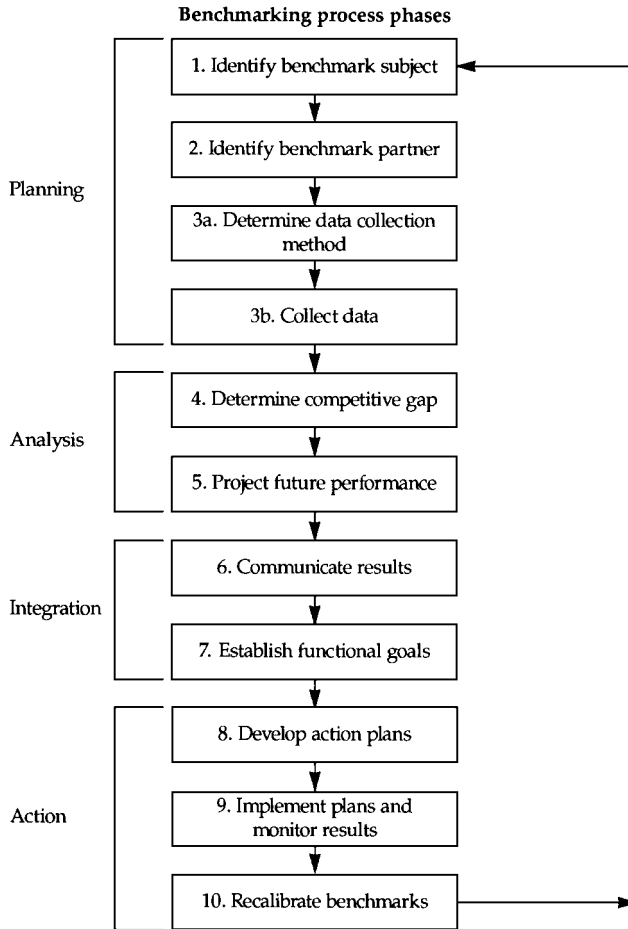 Benchmarking process phases
1. Identify benchmark subject
2. Identify benchmark partner
Planning
3a. Determine data collection
method
3b. Collect data
4. Determine competitive gap
Analysis
5. Project future performance
6. Communicate results
Integration
7. Establish functional goals
8. Develop action plans
9. Implement plans and
monitor results
Action
10. Recalibrate benchmarks